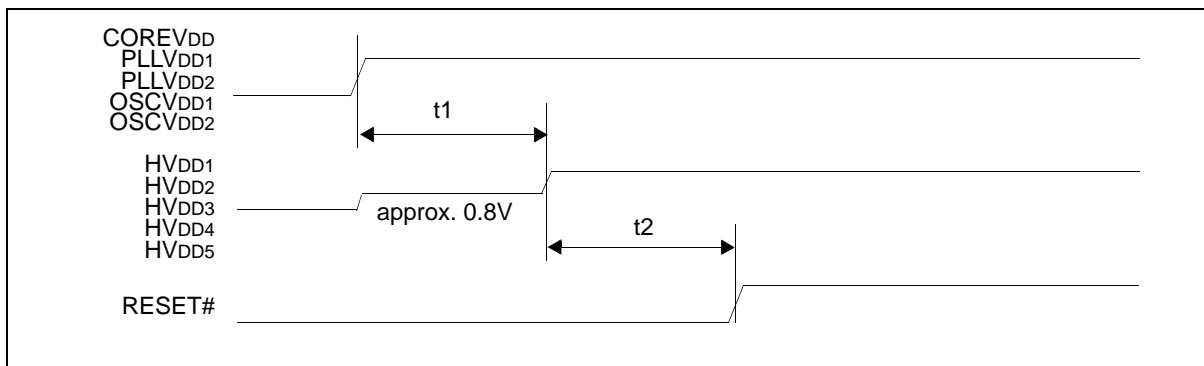 COREVDD
PLLVDD1
PLLVDD2
OSCVDD1
OSCVDD2
t1
HVDD1
HVDD2
HVDD3
approx. 0.8V
HVDD4
t2
HVDD5
RESET#